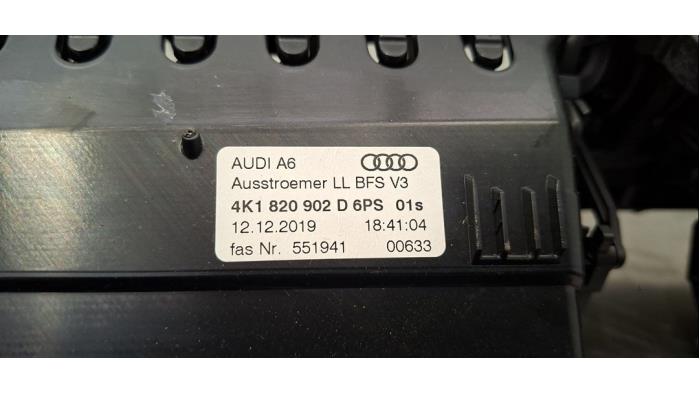 AUDI A6
Ausstroemer LL BFS V3
4K1 820 902 D 6PS 01s
12.12.2019 18:41:04
fas Nr. 551941 00633